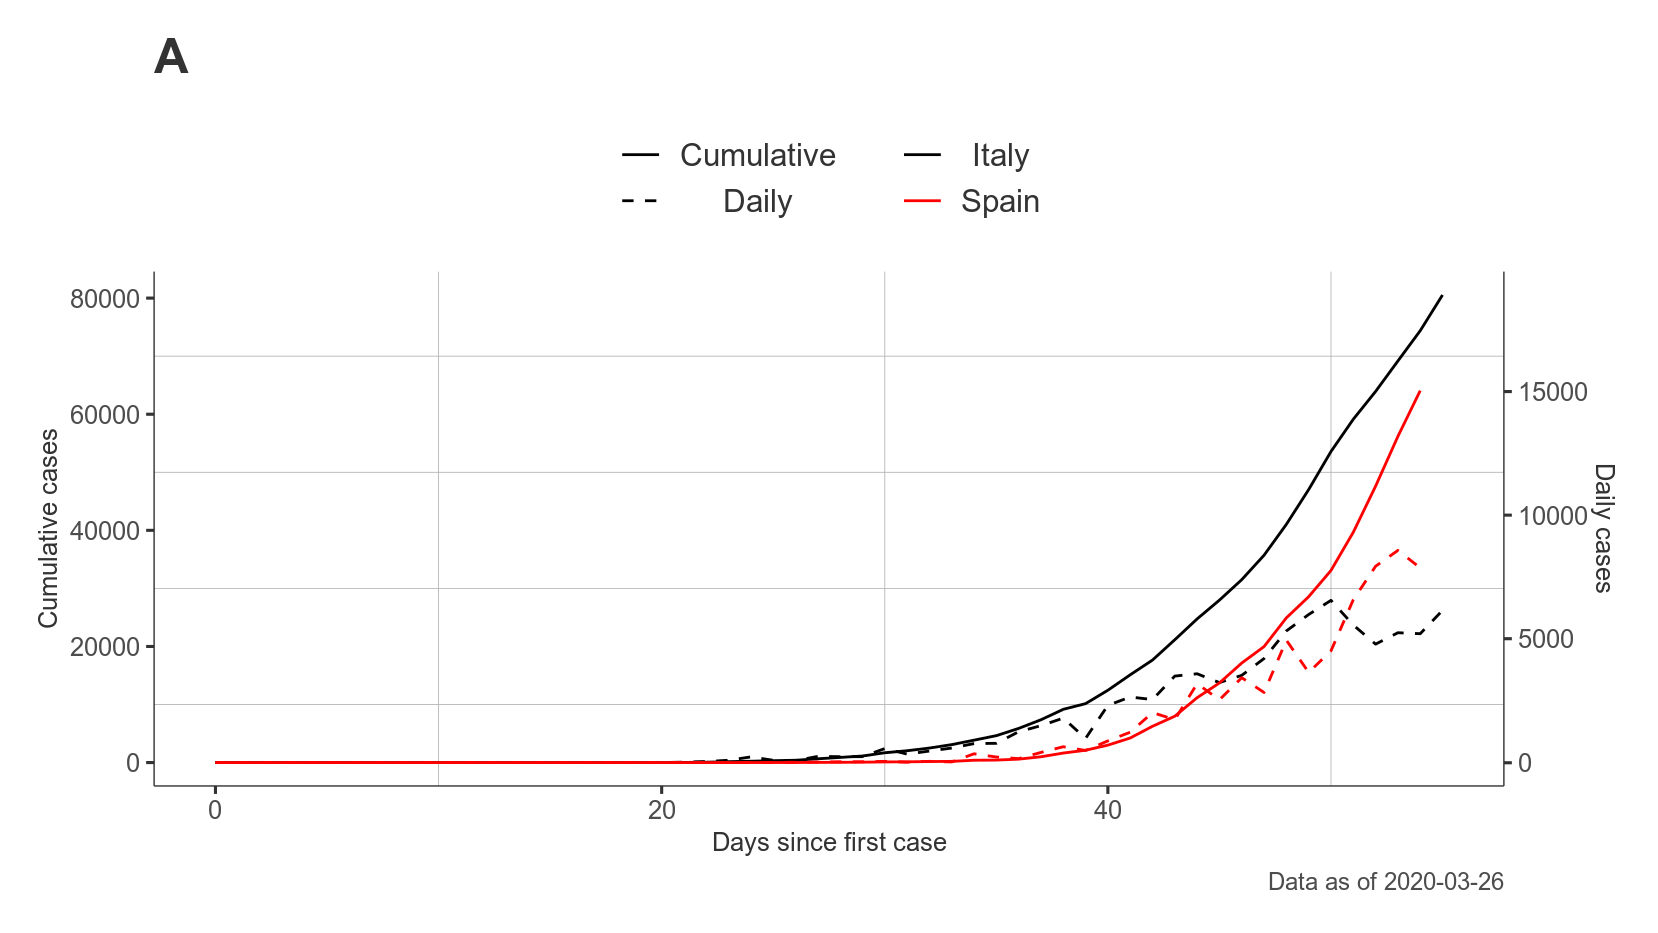 A
Cumulative
Italy
Daily
Spain
80000
60000
40000
20000
0
Cumulative cases
15000
10000
5000
0
Daily cases
0
20
40
Days since first case
Data as of 2020-03-26